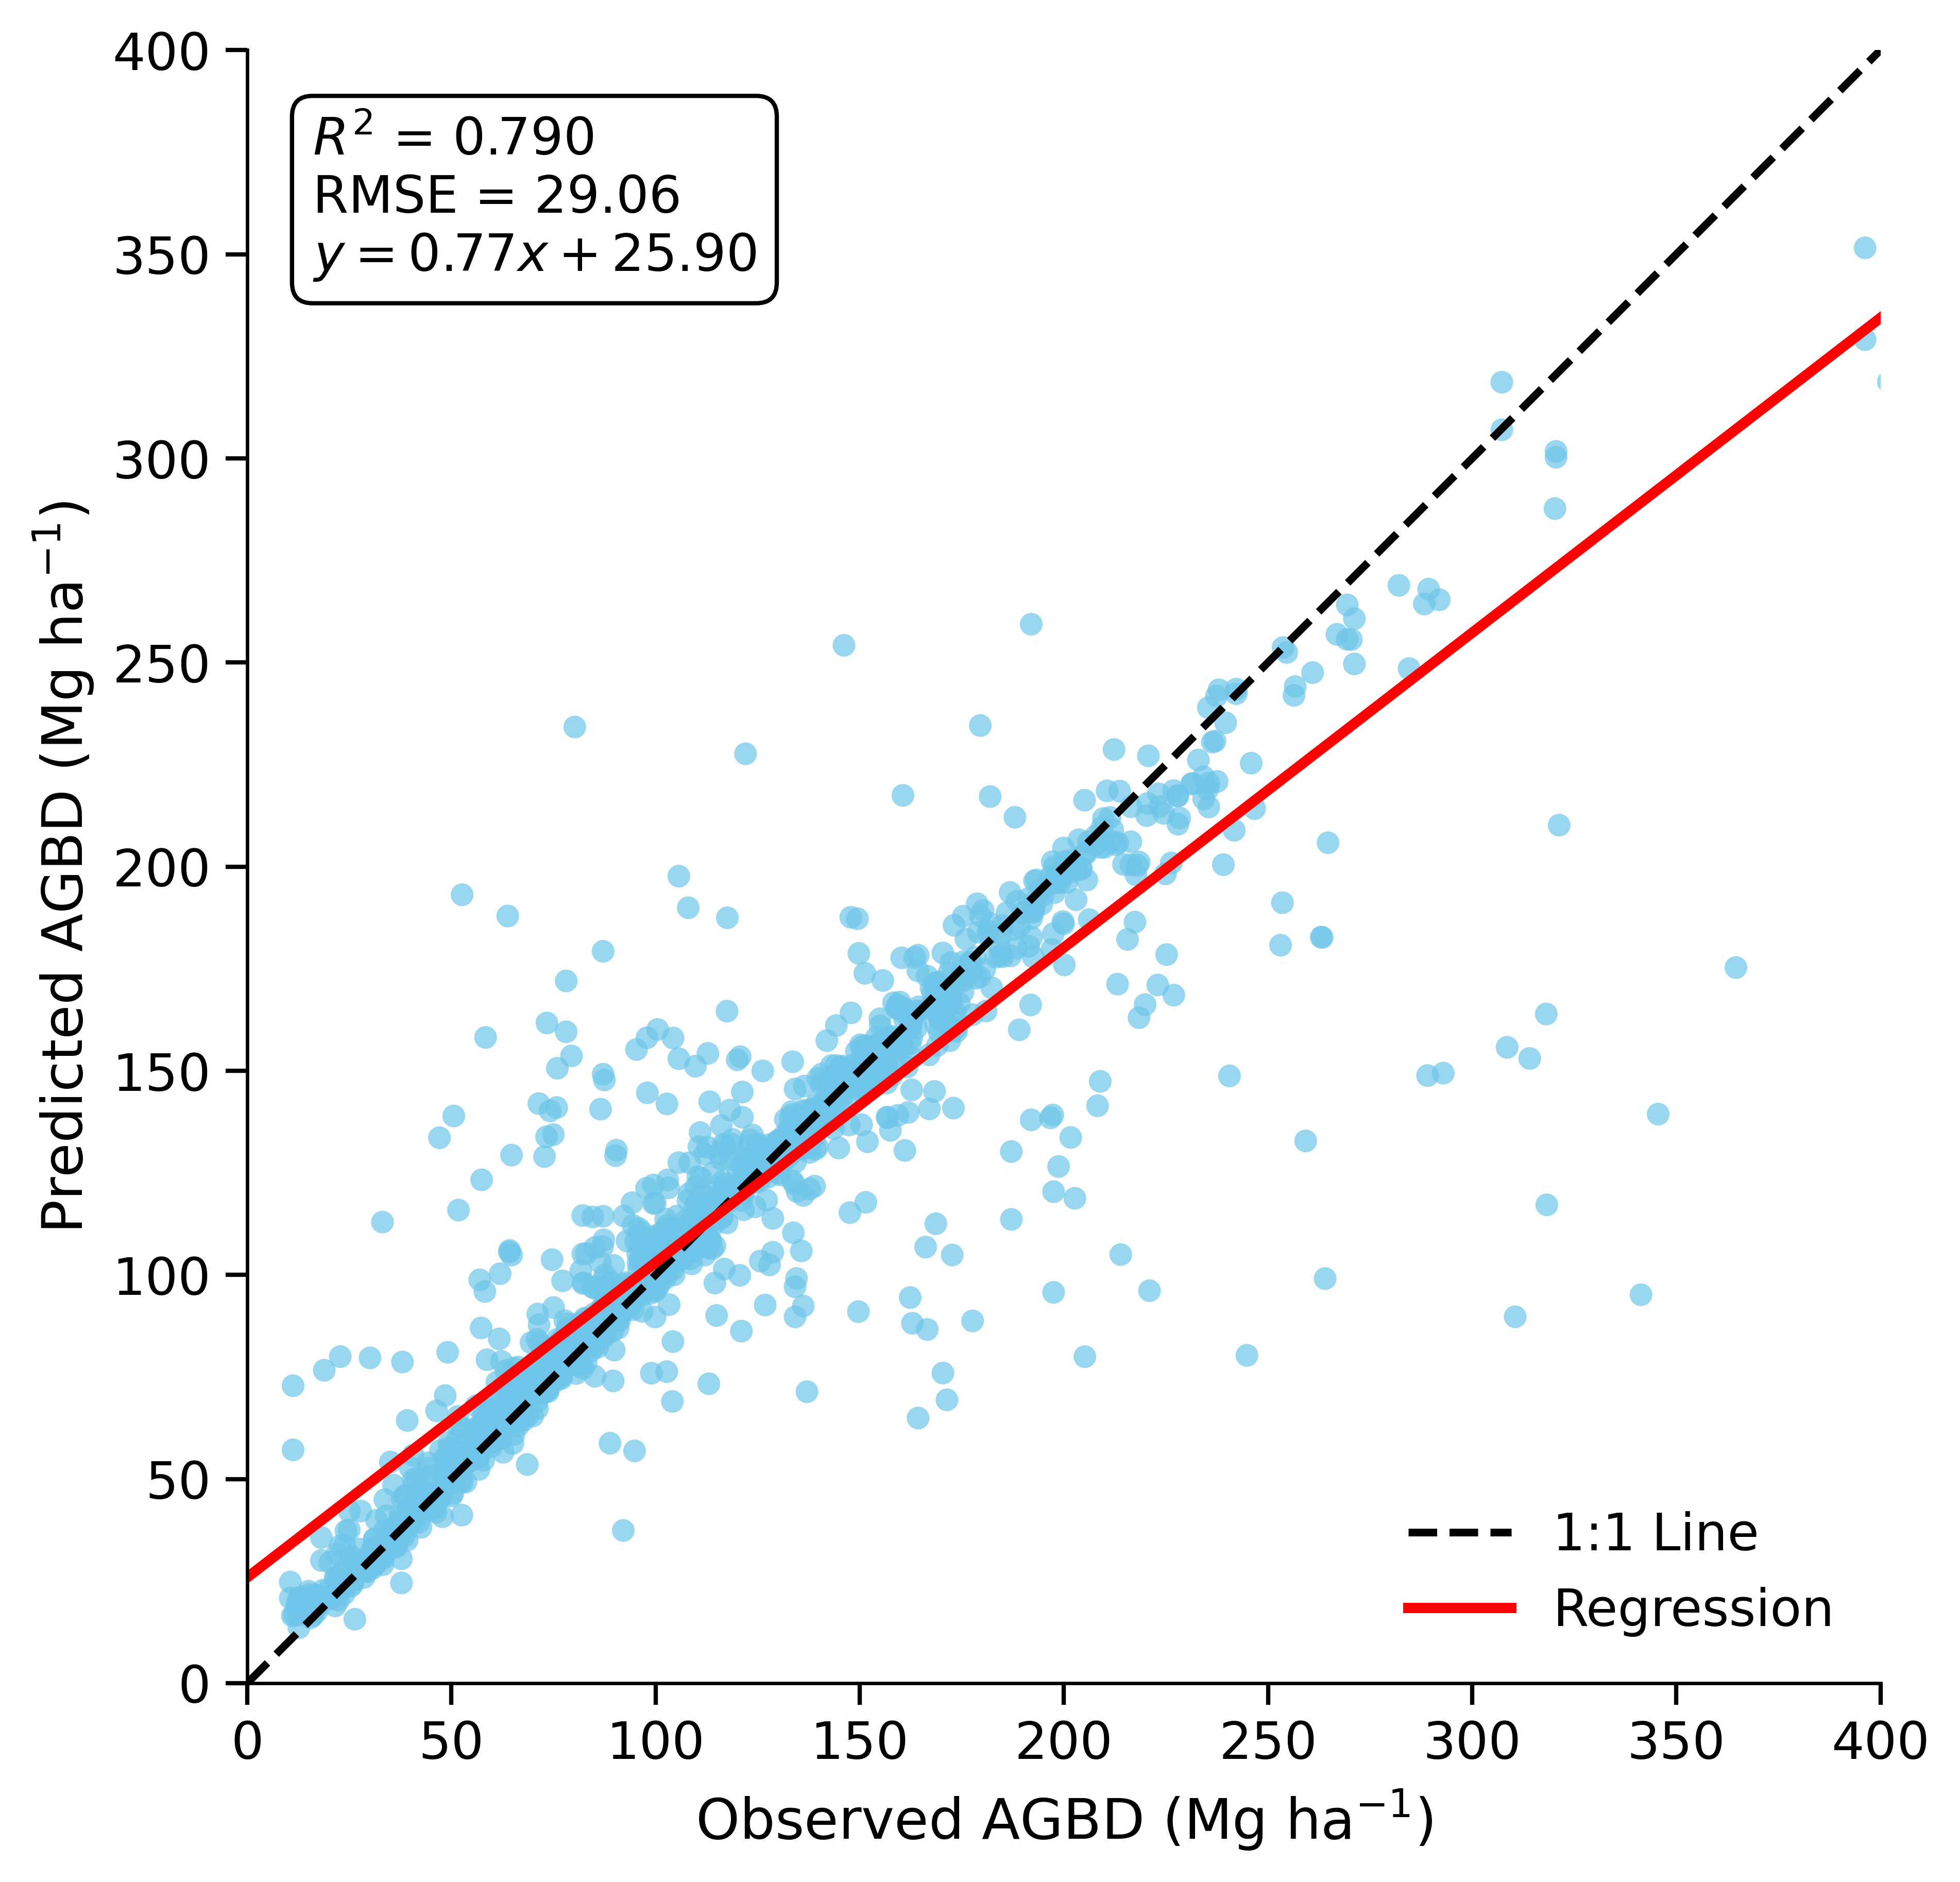 400
350
300
250
200
150
100
50
0
Predicted AGBD (Mg ha⁻¹)
R² = 0.790
RMSE = 29.06
y = 0.77x + 25.90
1:1 Line
Regression
0 50 100 150 200 250 300 350 400
Observed AGBD (Mg ha⁻¹)